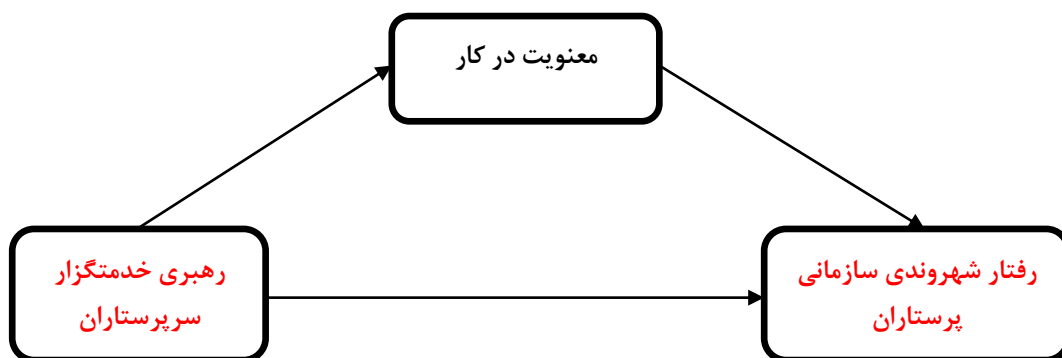 معنویت در کار
رهبری خدمتگزار
سرپرستاران
رفتار شهروندی سازمانی
پرستاران